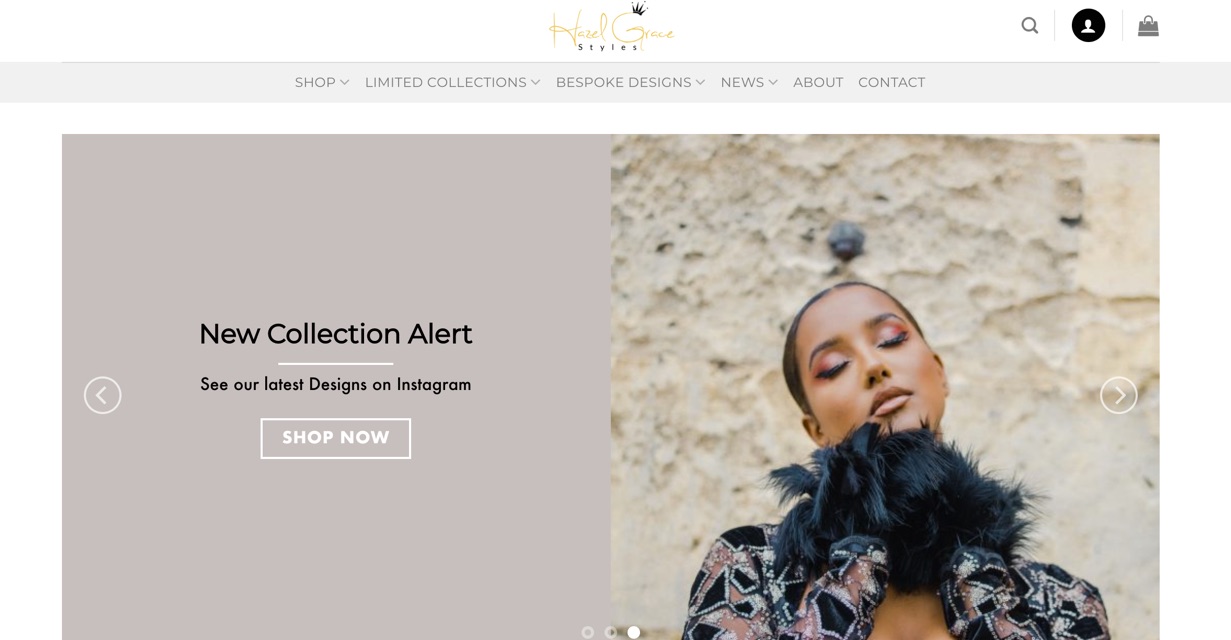 Hazel Grace
Styles
SHOP
LIMITED COLLECTIONS
BESPOKE DESIGNS
NEWS
ABOUT
CONTACT
New Collection Alert
See our latest Designs on Instagram
SHOP NOW